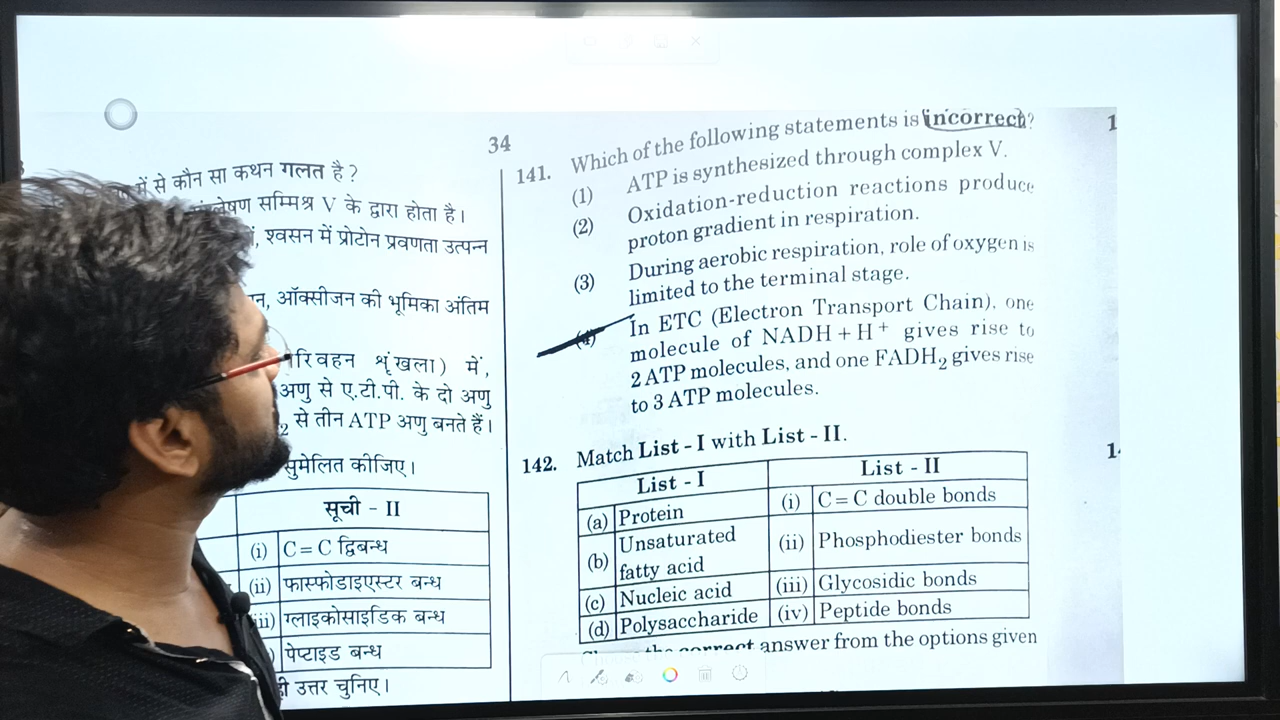 34
में से कौन सा कथन गलत है ?
सम्मिश्र V के द्वारा होता है।
श्वसन में प्रोटोन प्रवणता उत्पन्न
ऑक्सीजन की भूमिका अंतिम
शृंखला) में,
अणु से ए.टी.पी. के दो अणु
2 से तीन ATP अणु बनते हैं।
सुमेलित कीजिए।
सूची - II
(i) C=C द्विबन्ध
(ii) फास्फोडाइएस्टर बन्ध
ग्लाइकोसाइडिक बन्ध
पेप्टाइड बन्ध
उत्तर चुनिए।
141. Which of the following statements is incorrect?
(1) ATP is synthesized through complex V.
(2) Oxidation-reduction reactions produce
proton gradient in respiration.
(3) During aerobic respiration, role of oxygen is
limited to the terminal stage.
(4) In ETC (Electron Transport Chain), one
molecule of NADH+H⁺ gives rise to
2 ATP molecules, and one FADH₂ gives rise
to 3 ATP molecules.
142. Match List - I with List - II.
List - I List - II
(a) Protein (i) C=C double bonds
(b) Unsaturated fatty acid (ii) Phosphodiester bonds
(c) Nucleic acid (iii) Glycosidic bonds
(d) Polysaccharide (iv) Peptide bonds
answer from the options given